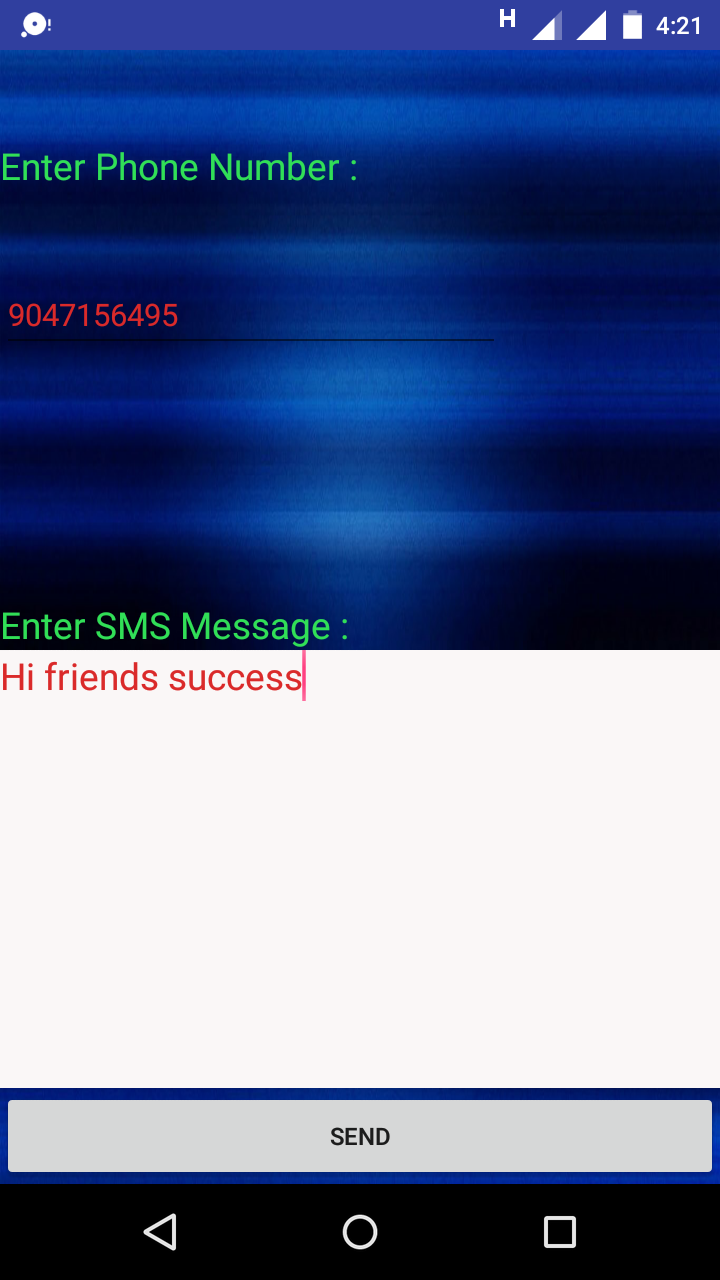 H 4:21
Enter Phone Number :
9047156495
Enter SMS Message :
Hi friends success
SEND